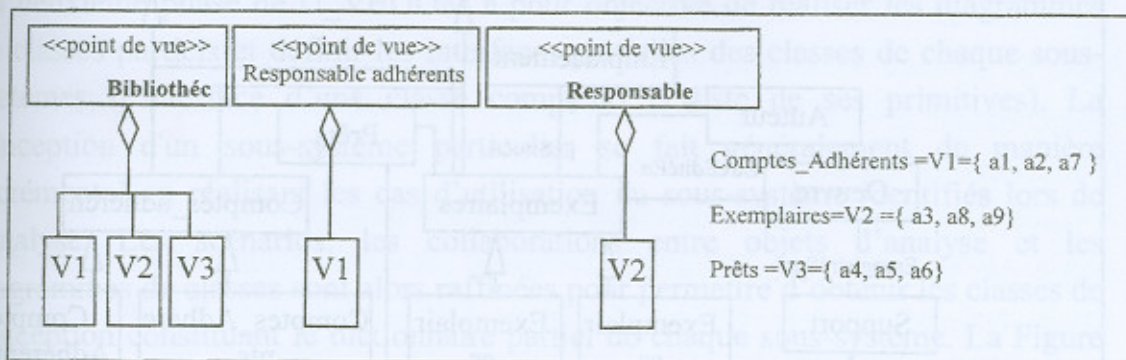 <<point de vue>>
Bibliothéc
<<point de vue>>
Responsable adhérents
<<point de vue>>
Responsable
V1
V2
V3
V1
V2
Comptes_Adhérents =V1={ a1, a2, a7 }
Exemplaires=V2 ={ a3, a8, a9}
Prêts =V3={ a4, a5, a6}